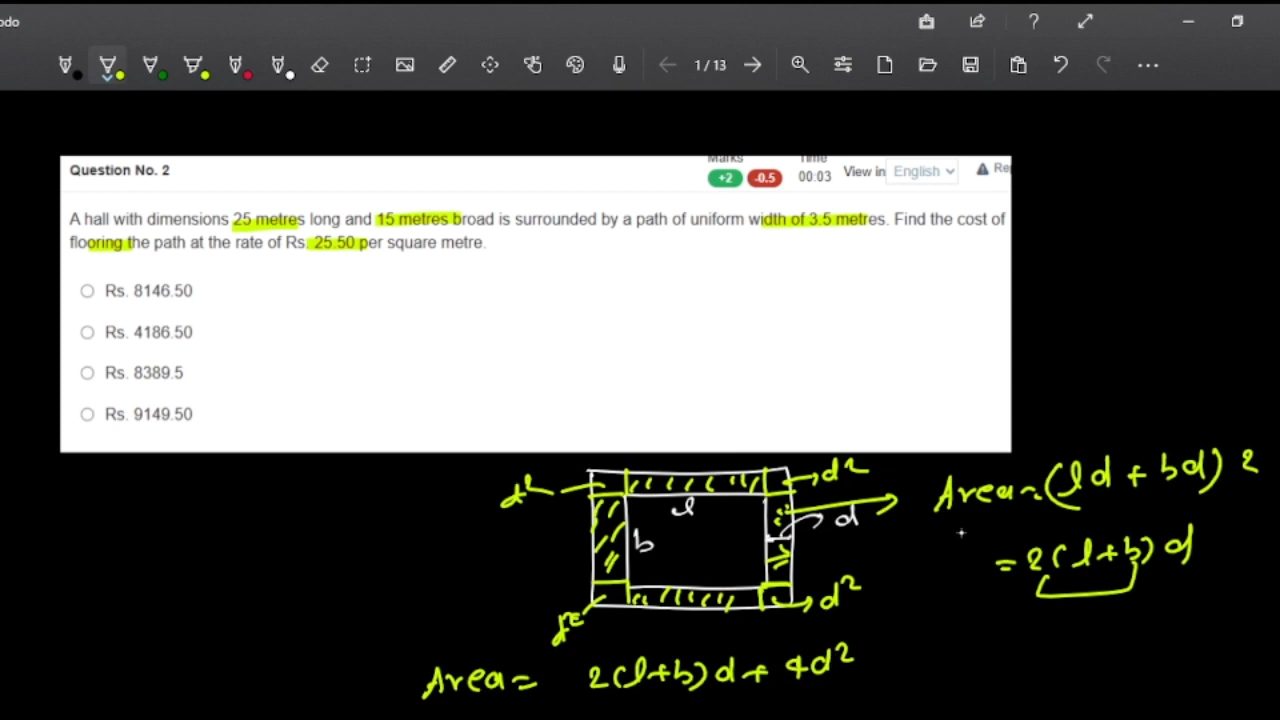 odo
?
1 / 13
Question No. 2
Marks
Time
+2
-0.5
00:03
View in
English
Re
A hall with dimensions 25 metres long and 15 metres broad is surrounded by a path of uniform width of 3.5 metres. Find the cost of
flooring the path at the rate of Rs. 25.50 per square metre.
Rs. 8146.50
Rs. 4186.50
Rs. 8389.5
Rs. 9149.50
d²
d²
l
d
b
d²
d²
Area = (ld + bd) 2
= 2(l+b) d
Area = 2(l+b)d + 4d²